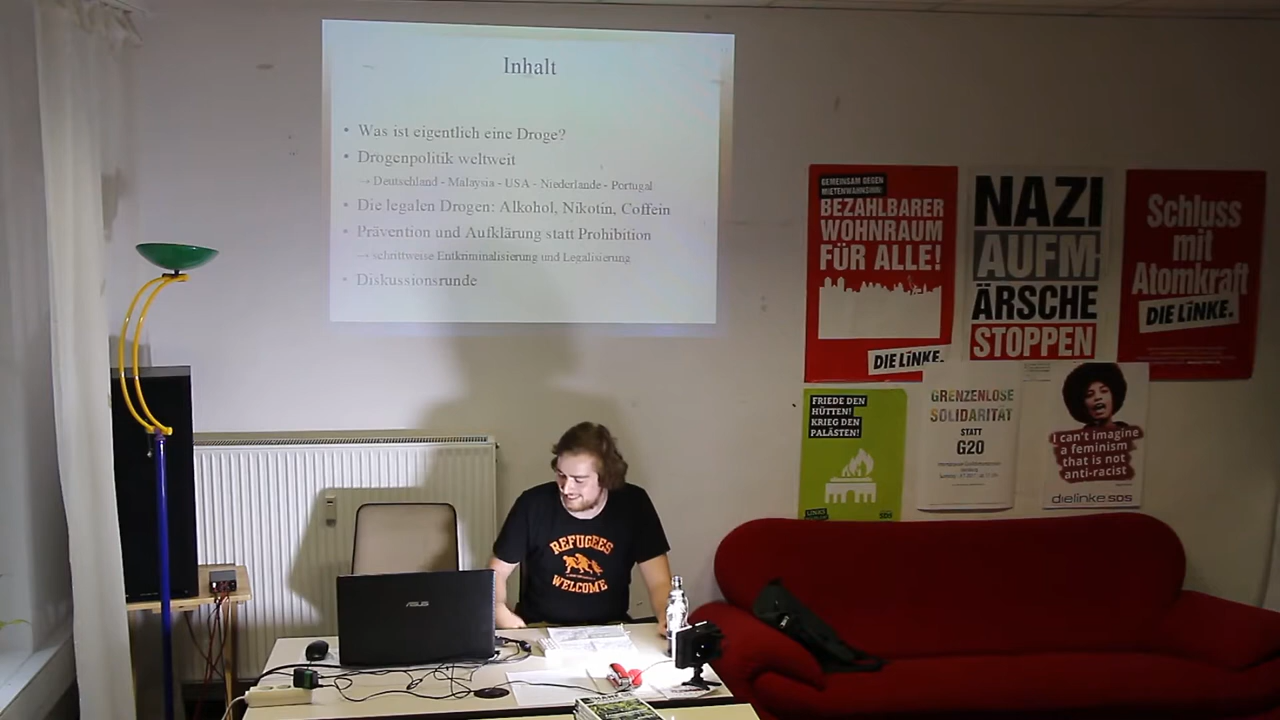 Inhalt
• Was ist eigentlich eine Droge?
• Drogenpolitik weltweit
→ Deutschland - Malaysia - USA - Niederlande - Portugal
• Die legalen Drogen: Alkohol, Nikotin, Coffein
• Prävention und Aufklärung statt Prohibition
→ schrittweise Entkriminalisierung und Legalisierung
• Diskussionsrunde
GEMEINSAM GEGEN
MIETENWAHNSINN:
BEZAHLBARER
WOHNRAUM
FÜR ALLE!
DIE LINKE.
NAZI
AUFM
ÄRSCHE
STOPPEN
Schluss
mit
Atomkraft
DIE LINKE.
FRIEDE DEN
HÜTTEN!
KRIEG DEN
PALÄSTEN!
SDS
GRENZENLOSE
SOLIDARITÄT
STATT
G20
I can't imagine
a feminism
that is not
anti-racist
dielinke.SDS
REFUGEES
WELCOME
ASUS